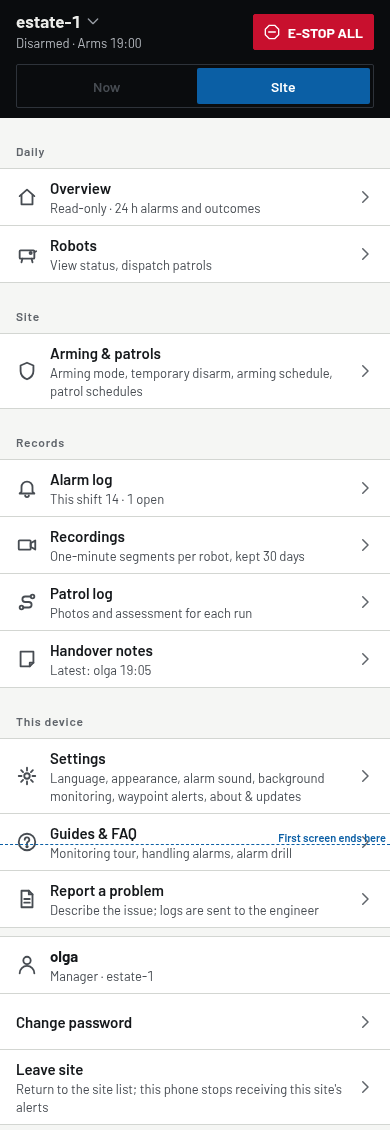 estate-1
Disarmed · Arms 19:00
E-STOP ALL
Now
Site
Daily
Overview
Read-only · 24 h alarms and outcomes
Robots
View status, dispatch patrols
Site
Arming & patrols
Arming mode, temporary disarm, arming schedule,
patrol schedules
Records
Alarm log
This shift 14 · 1 open
Recordings
One-minute segments per robot, kept 30 days
Patrol log
Photos and assessment for each run
Handover notes
Latest: olga 19:05
This device
Settings
Language, appearance, alarm sound, background
monitoring, waypoint alerts, about & updates
Guides & FAQ
First screen ends here
Monitoring tour, handling alarms, alarm drill
Report a problem
Describe the issue; logs are sent to the engineer
olga
Manager · estate-1
Change password
Leave site
Return to the site list; this phone stops receiving this site's
alerts